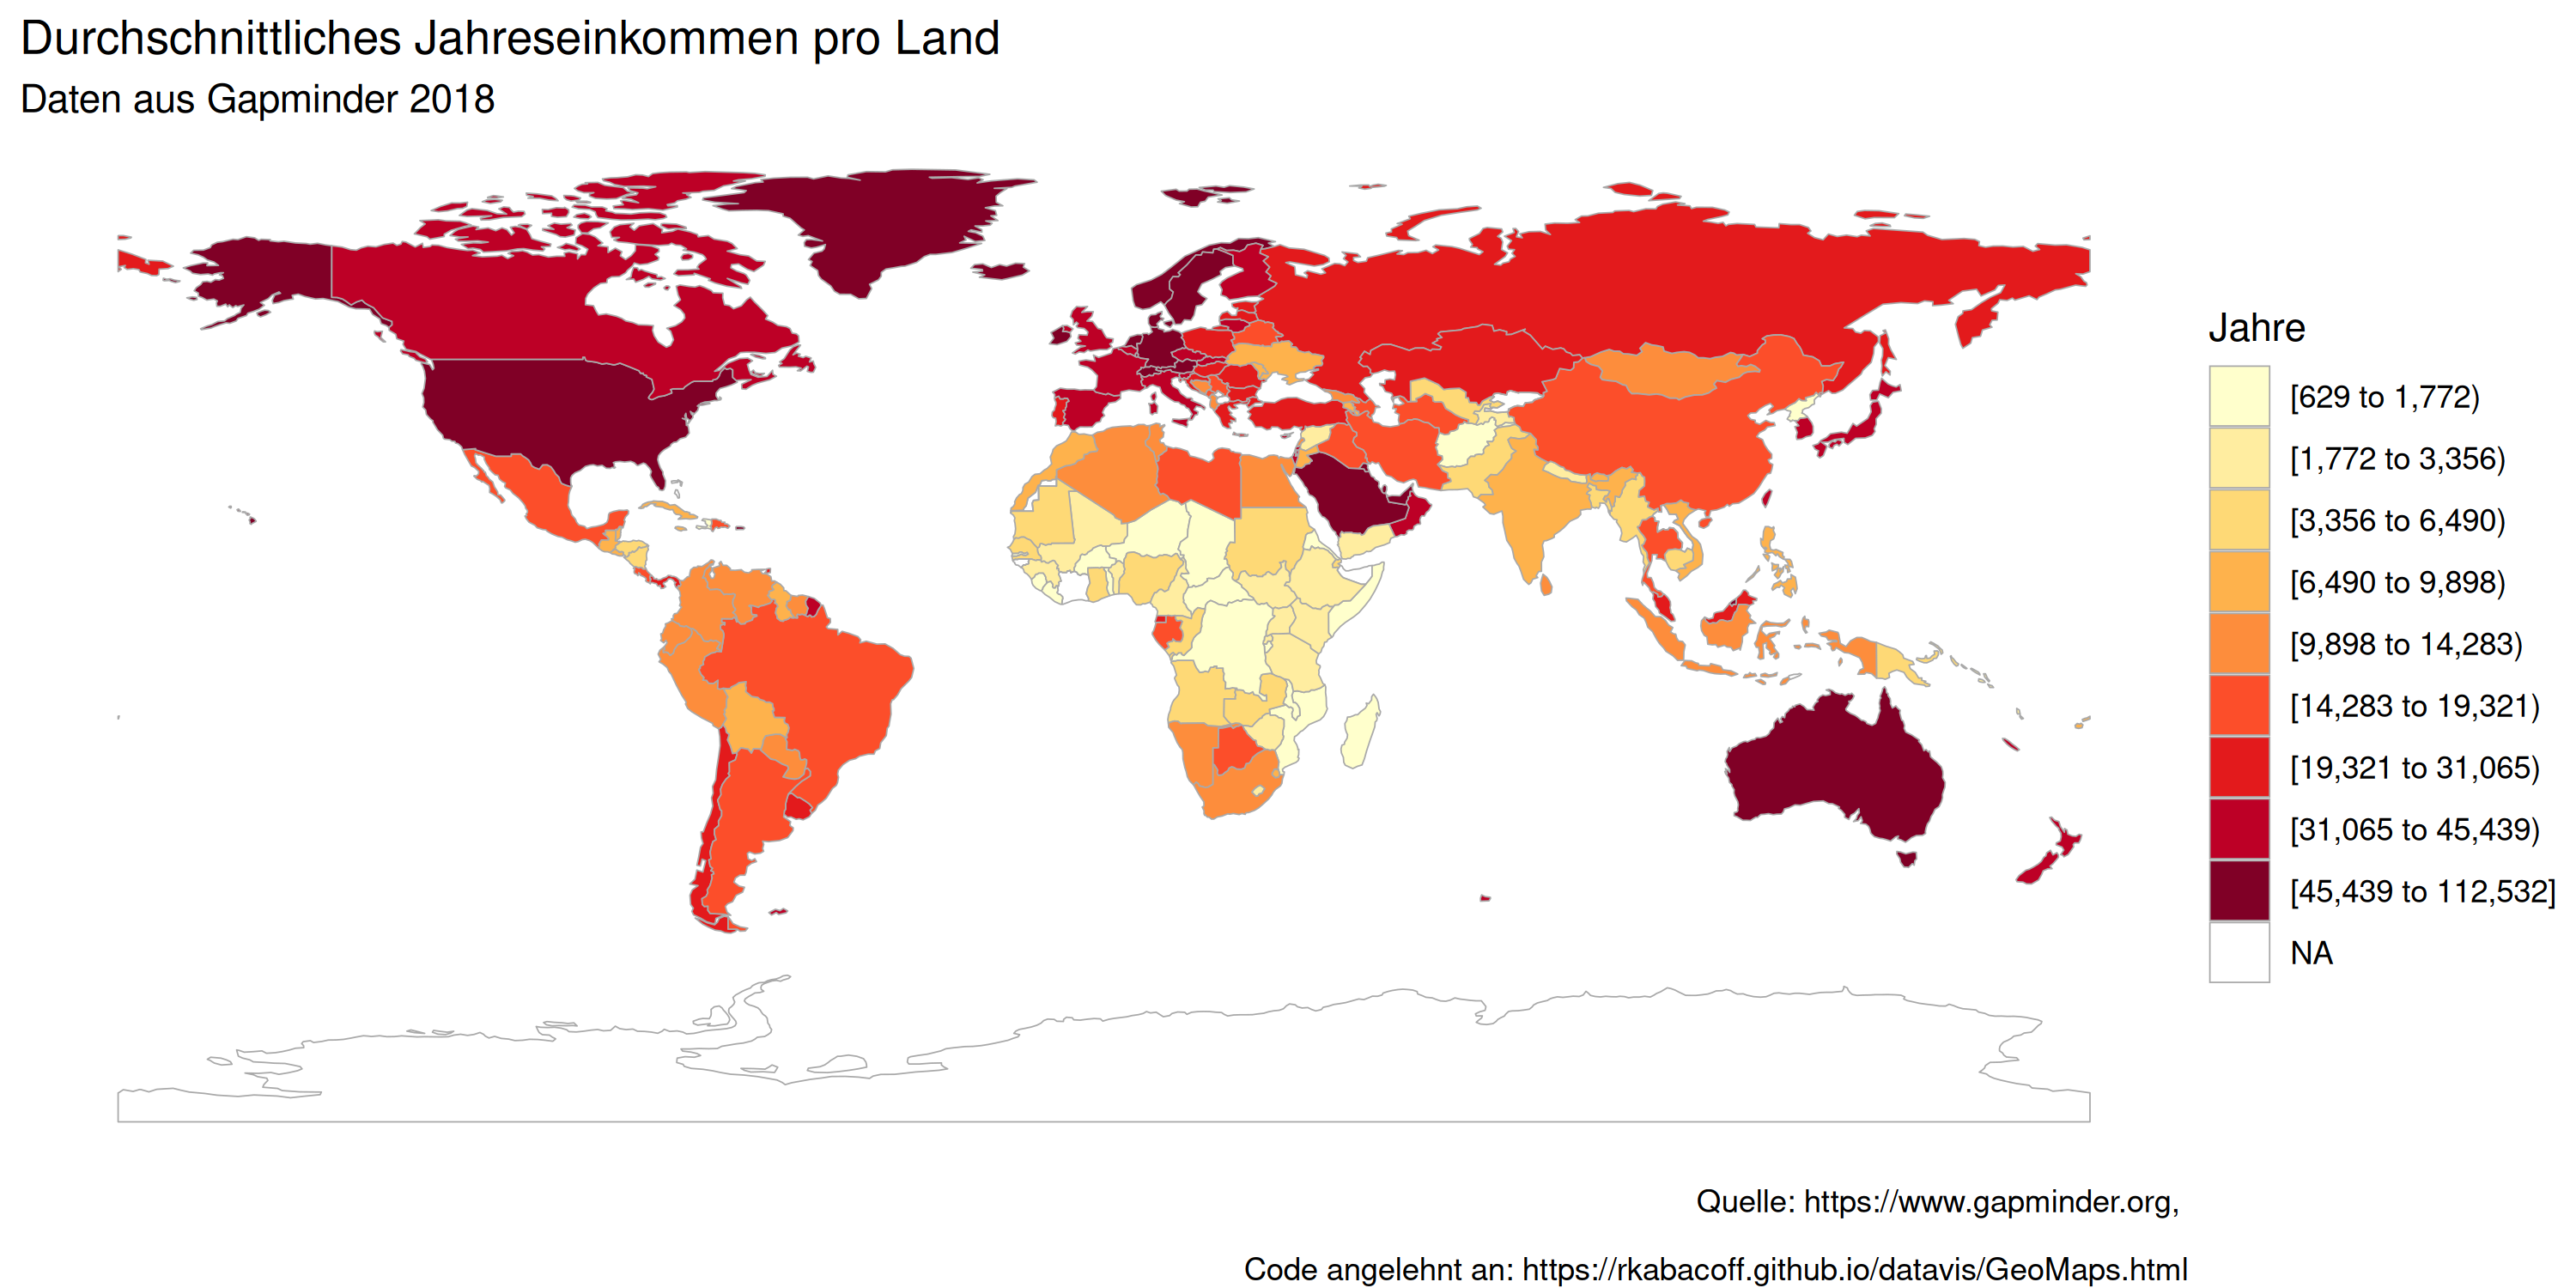 Durchschnittliches Jahreseinkommen pro Land
Daten aus Gapminder 2018
Jahre
[629 to 1,772)
[1,772 to 3,356)
[3,356 to 6,490)
[6,490 to 9,898)
[9,898 to 14,283)
[14,283 to 19,321)
[19,321 to 31,065)
[31,065 to 45,439)
[45,439 to 112,532]
NA
Quelle: https://www.gapminder.org,
Code angelehnt an: https://rkabacoff.github.io/datavis/GeoMaps.html